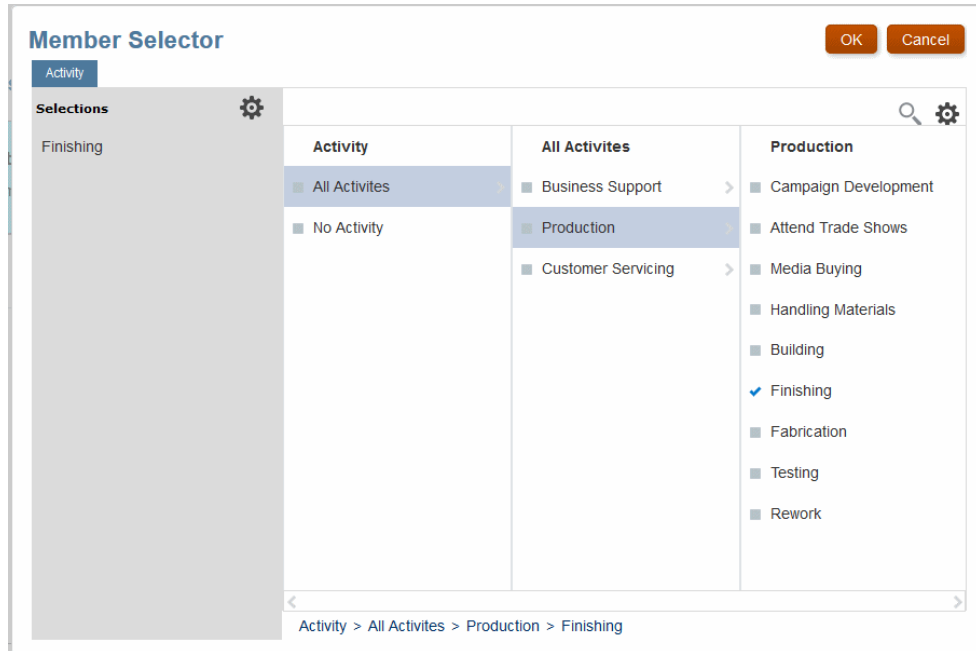 Member Selector
OK
Cancel
Activity
Selections
Finishing
Activity
All Activites
No Activity
All Activites
Business Support
Production
Customer Servicing
Production
Campaign Development
Attend Trade Shows
Media Buying
Handling Materials
Building
Finishing
Fabrication
Testing
Rework
Activity > All Activites > Production > Finishing